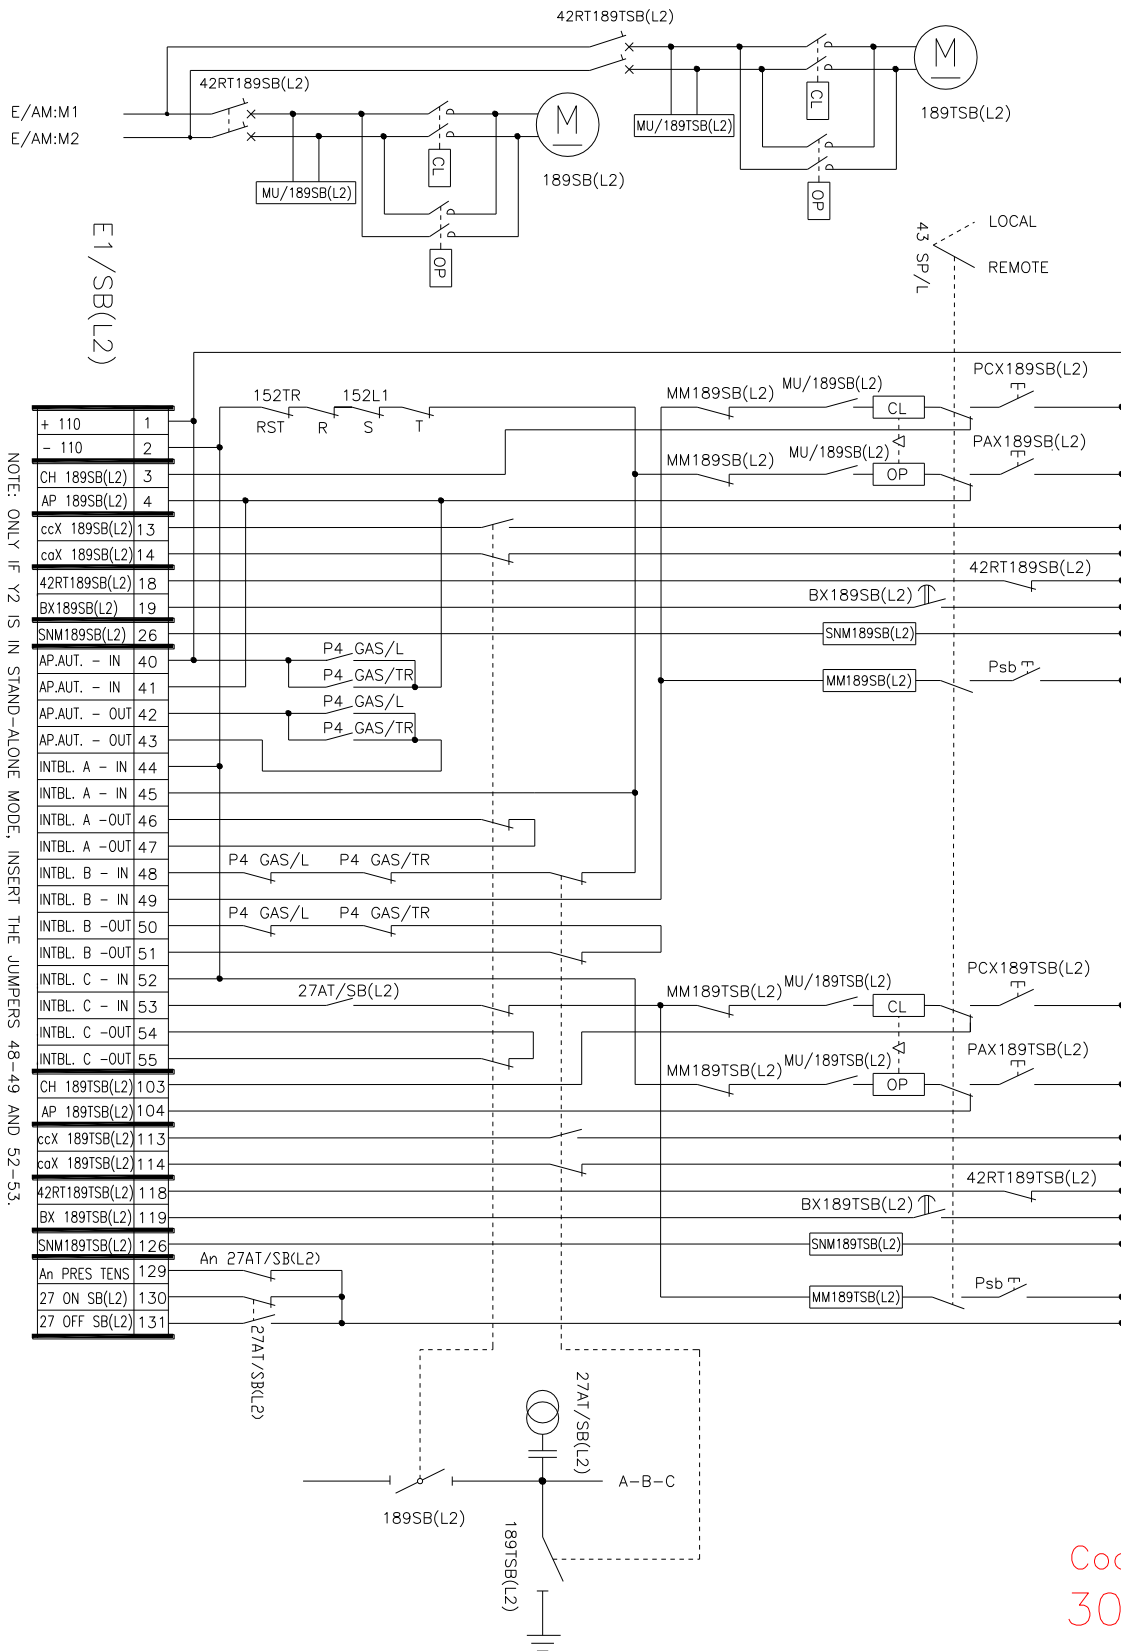 42RT189TSB(L2)
M
42RT189SB(L2)
E/AM:M1
E/AM:M2
CL
MU/189TSB(L2)
189TSB(L2)
M
CL
MU/189SB(L2)
189SB(L2)
OP
OP
43 SP/L
LOCAL
REMOTE
E1/SB(L2)
NOTE: ONLY IF Y2 IS IN STAND-ALONE MODE, INSERT THE JUMPERS 48-49 AND 52-53.
+ 110 1
- 110 2
CH 189SB(L2) 3
AP 189SB(L2) 4
ccX 189SB(L2) 13
caX 189SB(L2) 14
42RT189SB(L2) 18
BX189SB(L2) 19
SNM189SB(L2) 26
AP.AUT. - IN 40
AP.AUT. - IN 41
AP.AUT. - OUT 42
AP.AUT. - OUT 43
INTBL. A - IN 44
INTBL. A - IN 45
INTBL. A -OUT 46
INTBL. A -OUT 47
INTBL. B - IN 48
INTBL. B - IN 49
INTBL. B -OUT 50
INTBL. B -OUT 51
INTBL. C - IN 52
INTBL. C - IN 53
INTBL. C -OUT 54
INTBL. C -OUT 55
CH 189TSB(L2) 103
AP 189TSB(L2) 104
ccX 189TSB(L2) 113
caX 189TSB(L2) 114
42RT189TSB(L2) 118
BX 189TSB(L2) 119
SNM189TSB(L2) 126
An PRES TENS 129
27 ON SB(L2) 130
27 OFF SB(L2) 131
152TR 152L1
RST R S T
MM189SB(L2) MU/189SB(L2) CL PCX189SB(L2)
MM189SB(L2) MU/189SB(L2) OP PAX189SB(L2)
42RT189SB(L2)
BX189SB(L2)
SNM189SB(L2)
P4 GAS/L
P4 GAS/TR
MM189SB(L2) Psb
P4 GAS/L
P4 GAS/TR
P4 GAS/L P4 GAS/TR
P4 GAS/L P4 GAS/TR
27AT/SB(L2)
MM189TSB(L2) MU/189TSB(L2) CL PCX189TSB(L2)
MM189TSB(L2) MU/189TSB(L2) OP PAX189TSB(L2)
42RT189TSB(L2)
BX189TSB(L2)
SNM189TSB(L2)
An 27AT/SB(L2)
MM189TSB(L2) Psb
27AT/SB(L2)
27AT/SB(L2)
A-B-C
189SB(L2)
189TSB(L2)
30